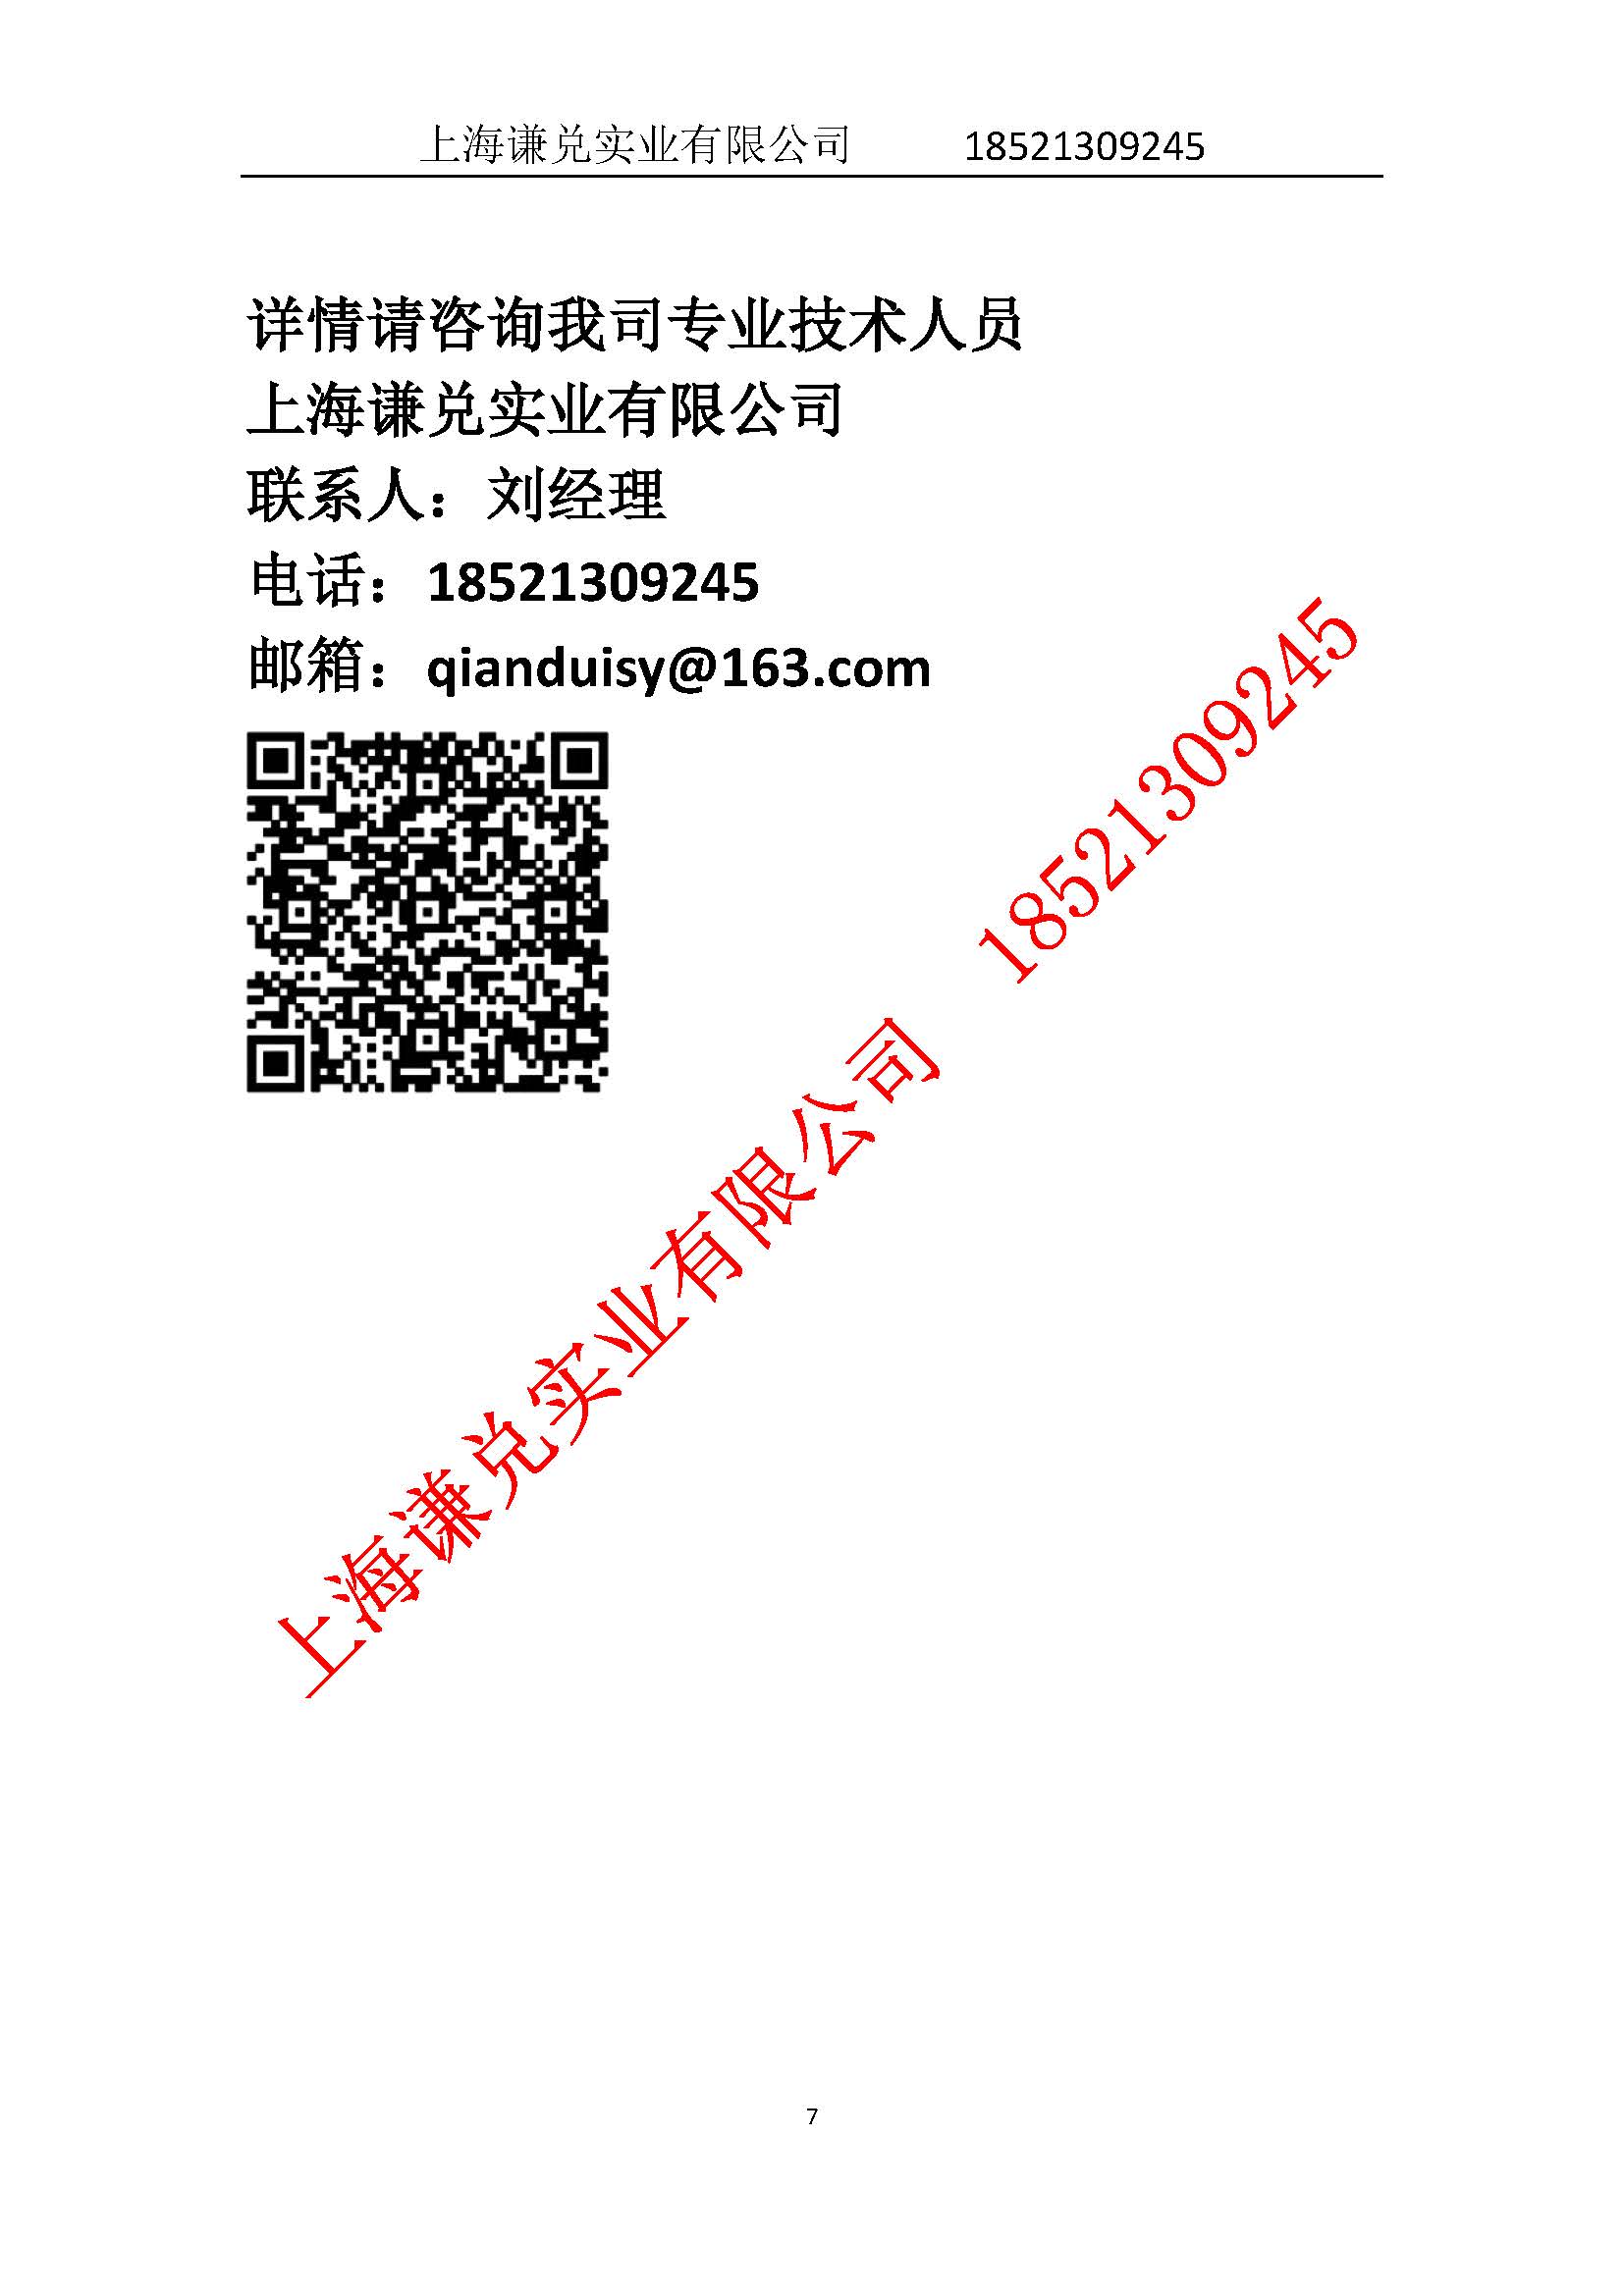 上海谦兑实业有限公司 18521309245
详情请咨询我司专业技术人员
上海谦兑实业有限公司
联系人：刘经理
电话：18521309245
邮箱：qianduisy@163.com
上海谦兑实业有限公司 18521309245
7